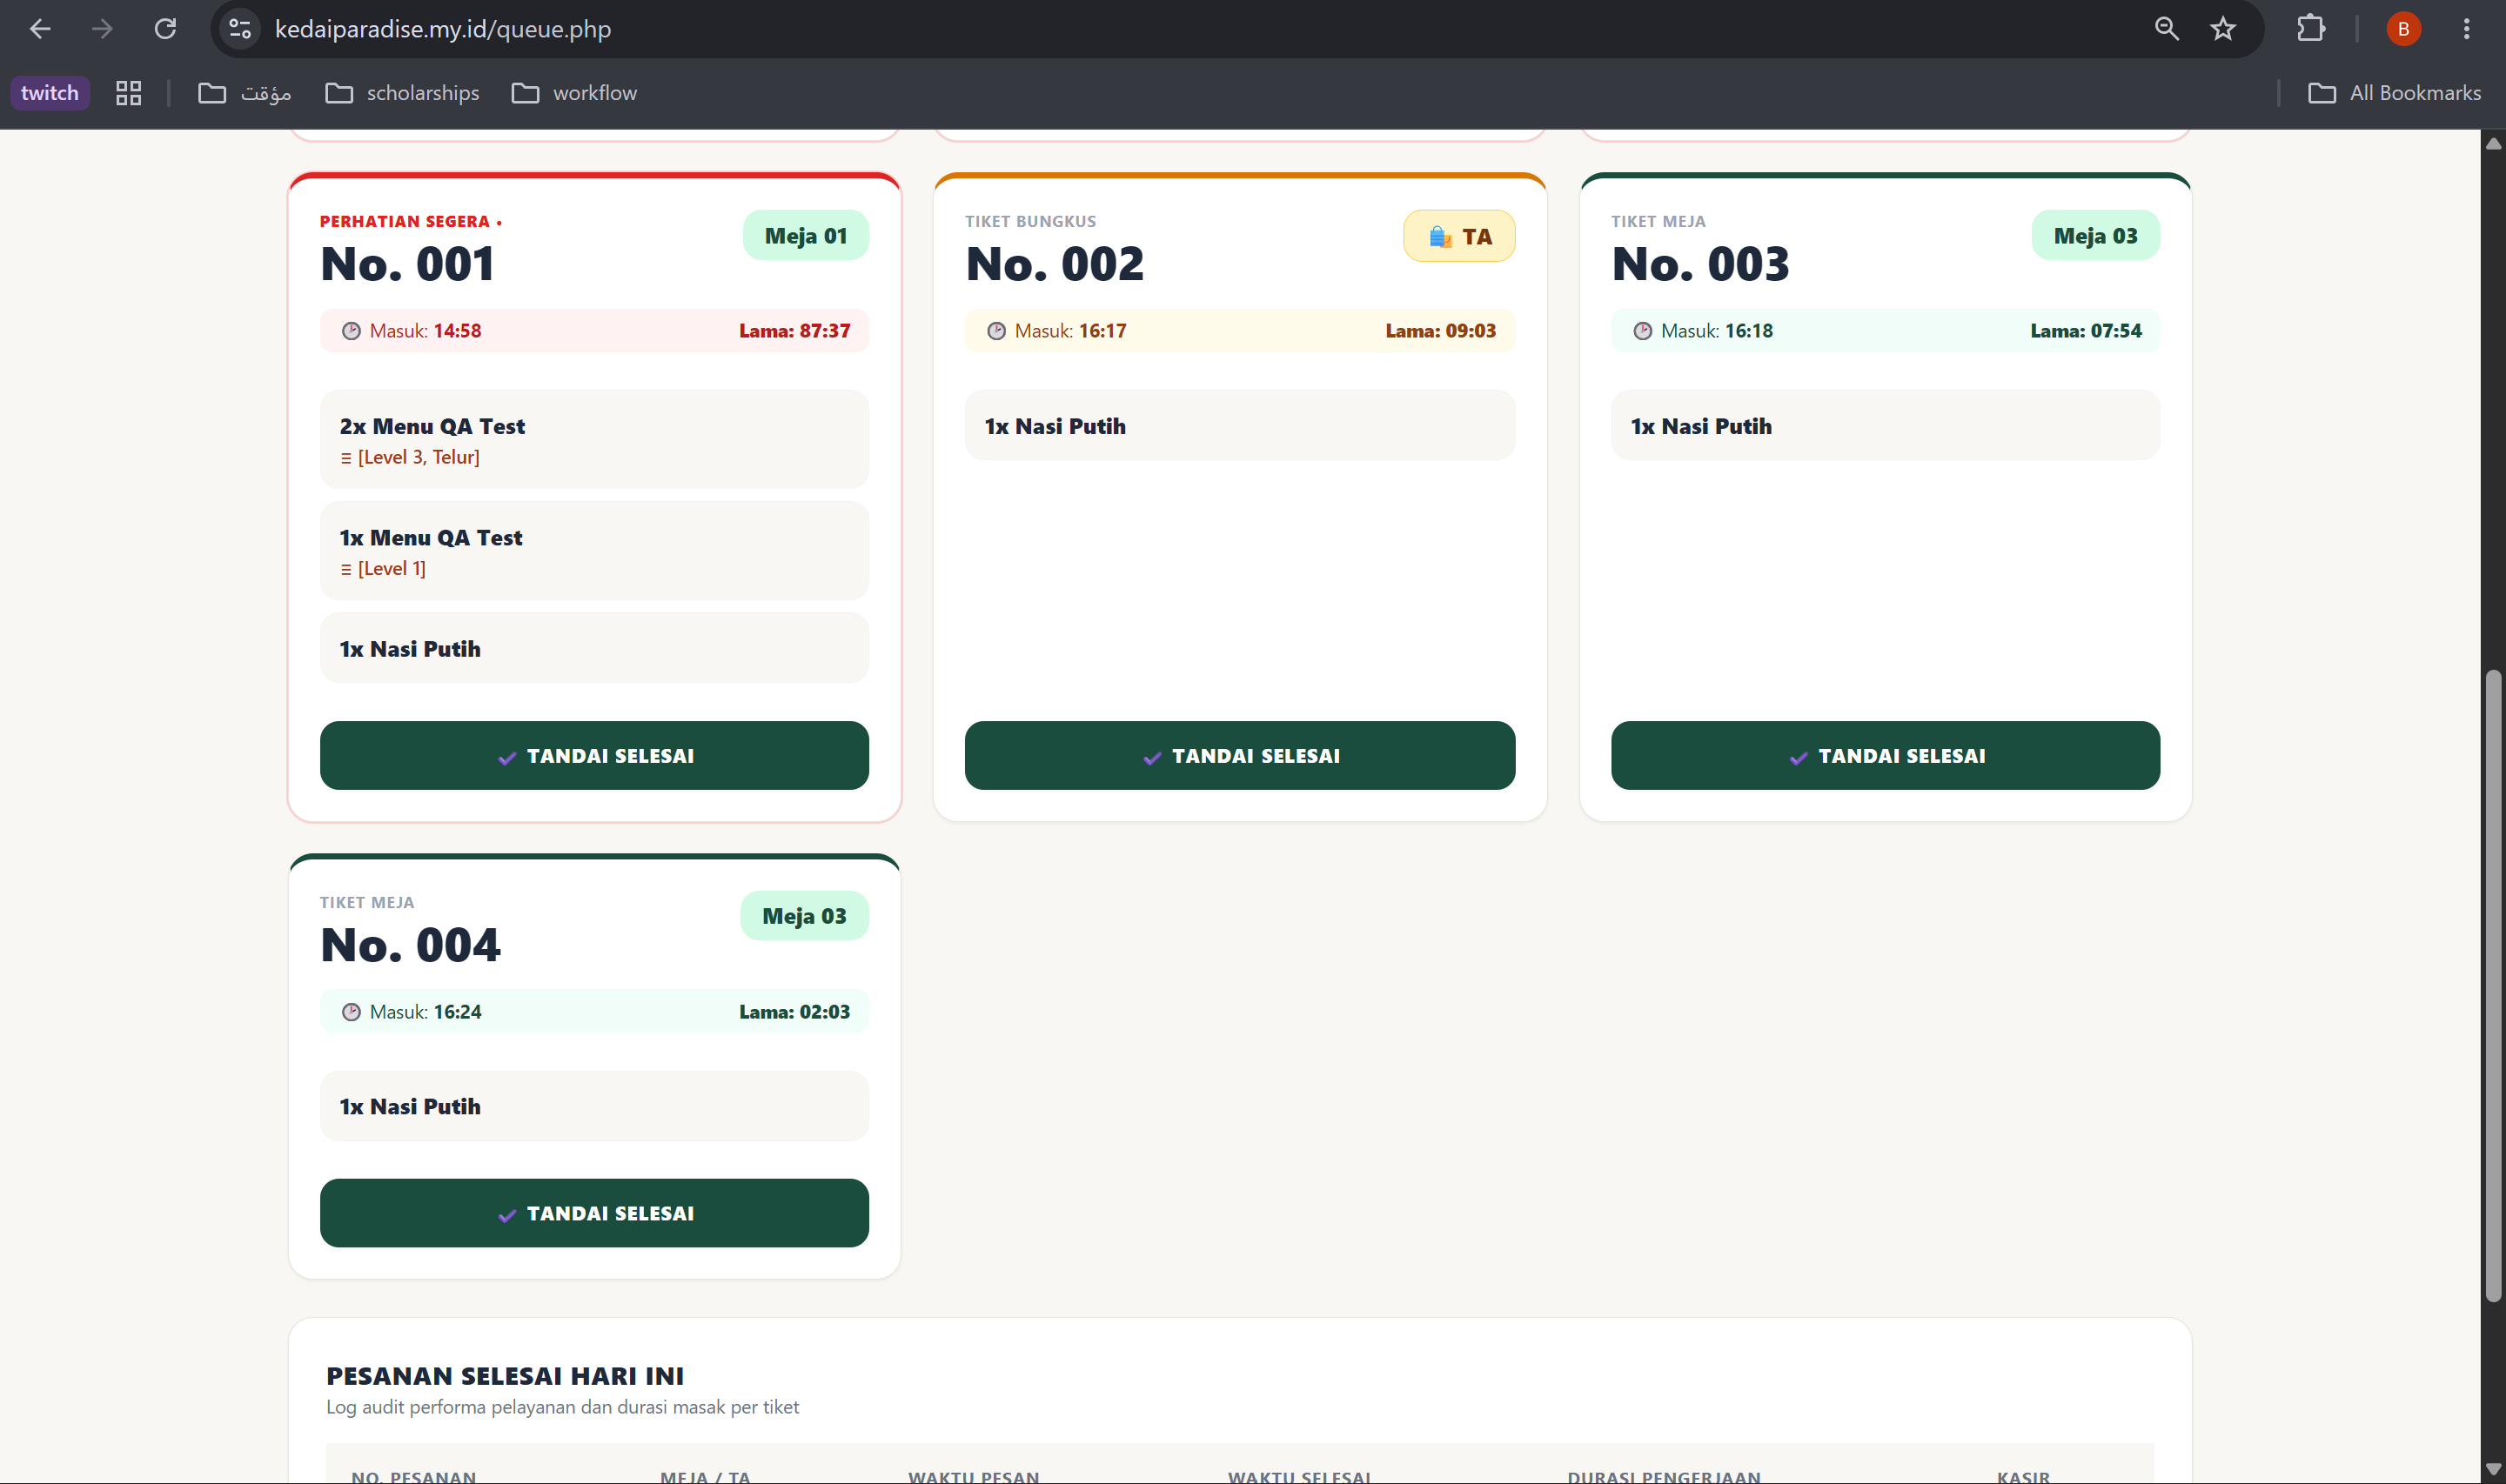 kedaiparadise.my.id/queue.php
B
twitch
مؤقت
scholarships
workflow
All Bookmarks
PERHATIAN SEGERA •
Meja 01
No. 001
Masuk: 14:58
Lama: 87:37
2x Menu QA Test
≡ [Level 3, Telur]
1x Menu QA Test
≡ [Level 1]
1x Nasi Putih
✓ TANDAI SELESAI
TIKET BUNGKUS
TA
No. 002
Masuk: 16:17
Lama: 09:03
1x Nasi Putih
✓ TANDAI SELESAI
TIKET MEJA
Meja 03
No. 003
Masuk: 16:18
Lama: 07:54
1x Nasi Putih
✓ TANDAI SELESAI
TIKET MEJA
Meja 03
No. 004
Masuk: 16:24
Lama: 02:03
1x Nasi Putih
✓ TANDAI SELESAI
PESANAN SELESAI HARI INI
Log audit performa pelayanan dan durasi masak per tiket
NO. PESANAN
MEJA / TA
WAKTU PESAN
WAKTU SELESAI
DURASI PENGERJAAN
KASIR